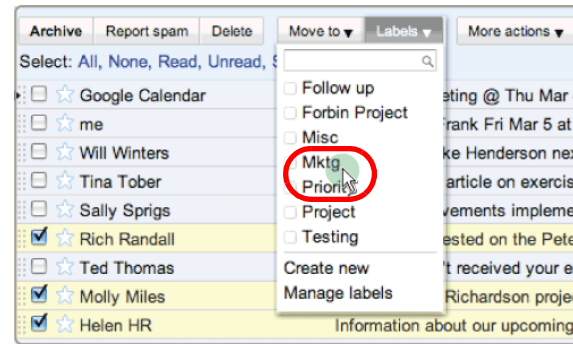 Archive Report spam Delete Move to Labels More actions
Select: All, None, Read, Unread,
Follow up
Google Calendar eting @ Thu Mar
Forbin Project
me Frank Fri Mar 5 at
Misc
Will Winters ke Henderson nex
Mktg
Tina Tober article on exercis
Priority
Sally Sprigs Project vements impleme
Rich Randall Testing ested on the Pete
Ted Thomas Create new 't received your e
Molly Miles Manage labels Richardson proje
Helen HR Information about our upcoming